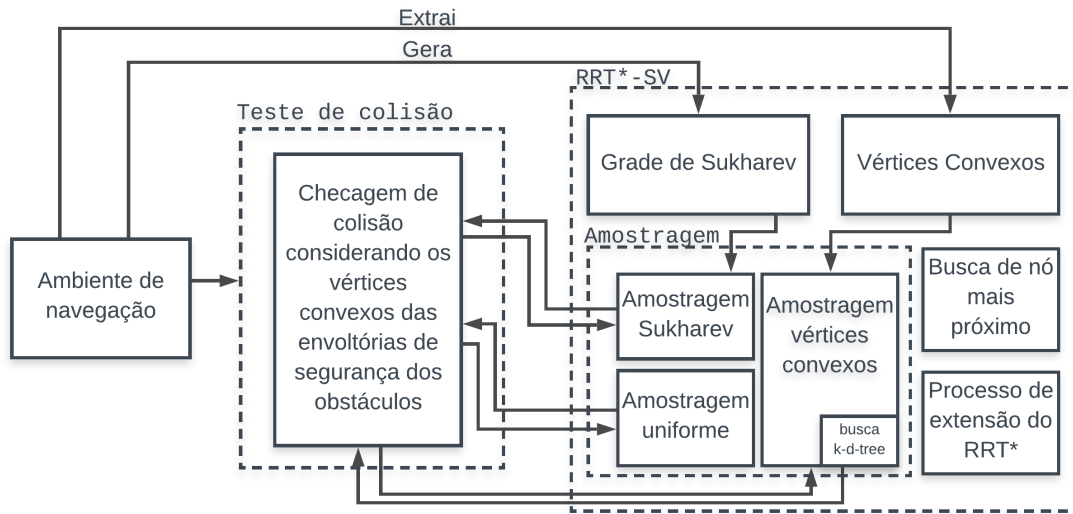 Extrai
Gera
RRT*-SV
Teste de colisão
Grade de Sukharev
Vértices Convexos
Checagem de
colisão
considerando os
vértices
convexos das
envoltórias de
segurança dos
obstáculos
Ambiente de
navegação
Amostragem
Amostragem
Sukharev
Amostragem
vértices
convexos
Busca de nó
mais
próximo
Amostragem
uniforme
busca
k-d-tree
Processo de
extensão do
RRT*